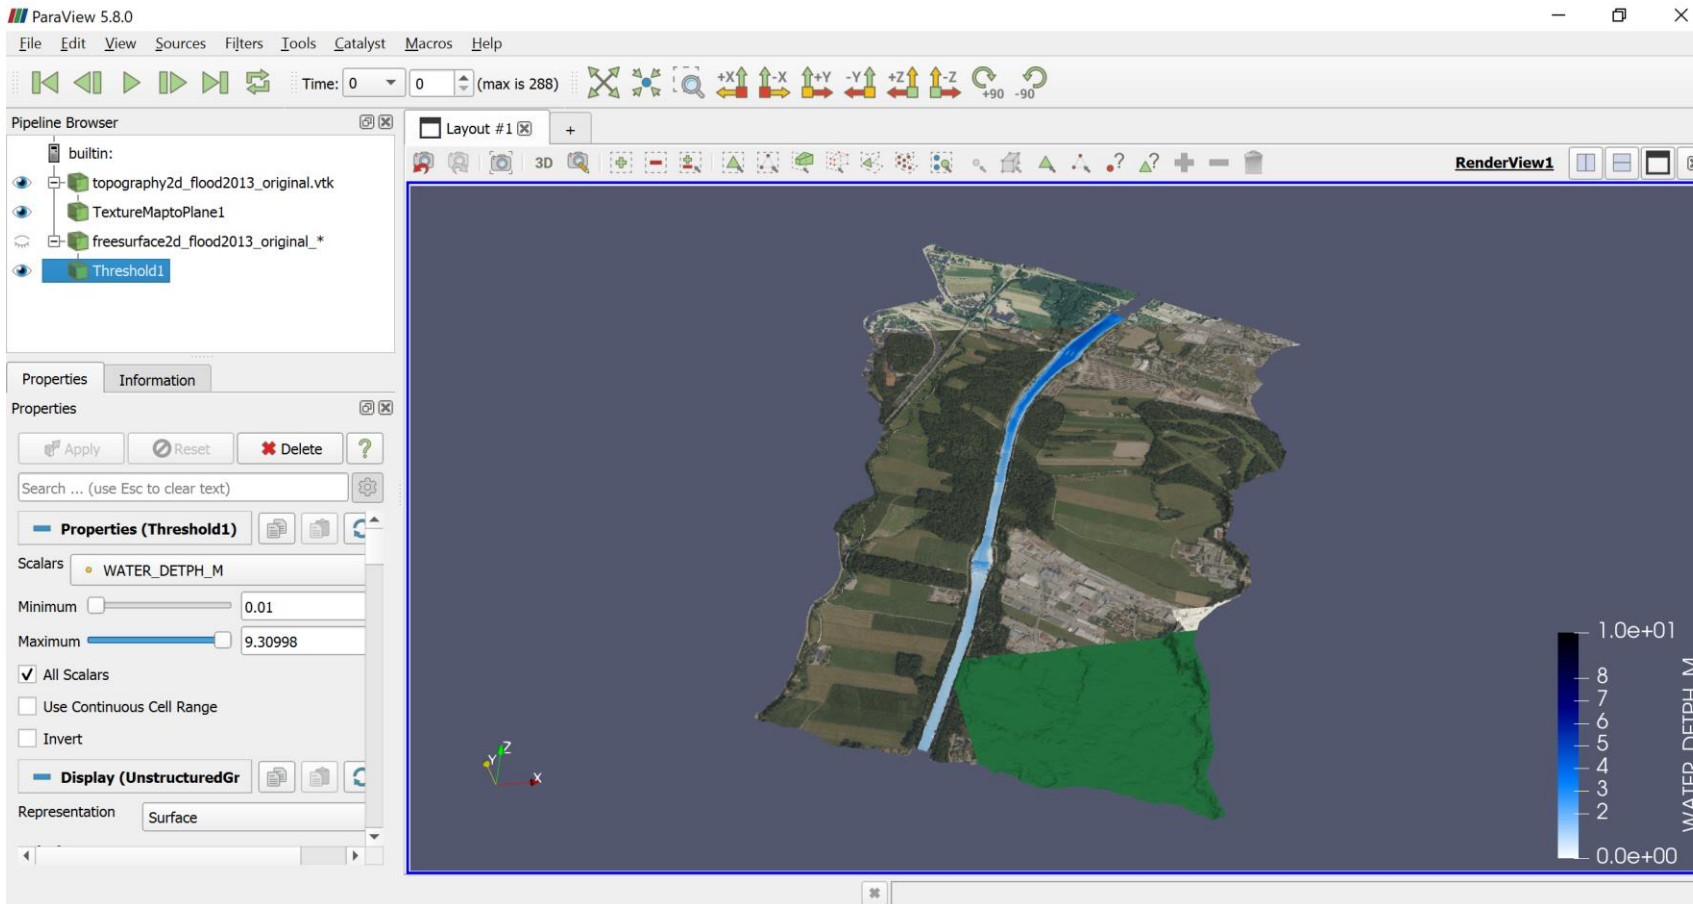 ParaView 5.8.0
File Edit View Sources Filters Tools Catalyst Macros Help
Time: 0 0 (max is 288) +X -X +Y -Y +Z -Z +90 -90
Pipeline Browser
Layout #1 +
builtin:
3D
RenderView1
topography2d_flood2013_original.vtk
TextureMaptoPlane1
freesurface2d_flood2013_original_*
Threshold1
Properties Information
Properties
Apply Reset Delete ?
Search ... (use Esc to clear text)
Properties (Threshold1)
Scalars WATER_DETPH_M
Minimum 0.01
Maximum 9.30998
All Scalars
Use Continuous Cell Range
Invert
Display (UnstructuredGr
Representation Surface
Z
Y
X
1.0e+01
8
7
6
5
4
3
2
0.0e+00
WATER_DETPH_M